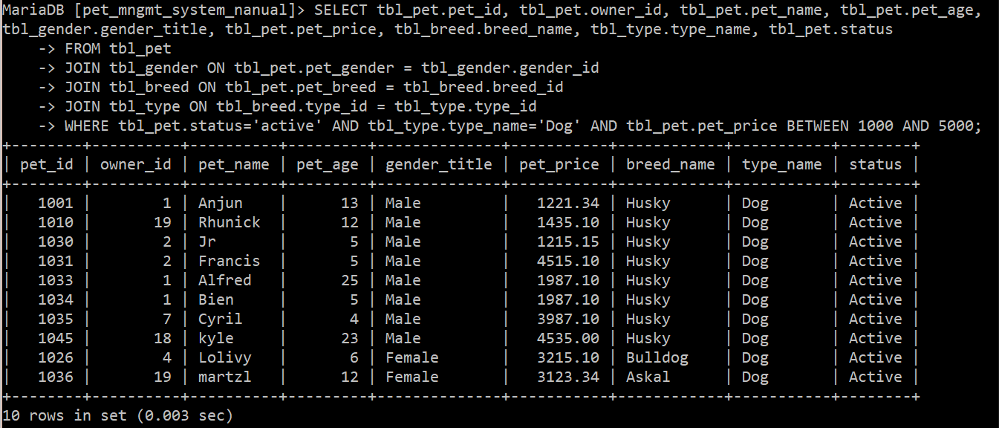 MariaDB [pet_mngmt_system_nanual]> SELECT tbl_pet.pet_id, tbl_pet.owner_id, tbl_pet.pet_name, tbl_pet.pet_age,
tbl_gender.gender_title, tbl_pet.pet_price, tbl_breed.breed_name, tbl_type.type_name, tbl_pet.status
    -> FROM tbl_pet
    -> JOIN tbl_gender ON tbl_pet.pet_gender = tbl_gender.gender_id
    -> JOIN tbl_breed ON tbl_pet.pet_breed = tbl_breed.breed_id
    -> JOIN tbl_type ON tbl_breed.type_id = tbl_type.type_id
    -> WHERE tbl_pet.status='active' AND tbl_type.type_name='Dog' AND tbl_pet.pet_price BETWEEN 1000 AND 5000;
+--------+----------+----------+---------+--------------+-----------+------------+-----------+--------+
| pet_id | owner_id | pet_name | pet_age | gender_title | pet_price | breed_name | type_name | status |
+--------+----------+----------+---------+--------------+-----------+------------+-----------+--------+
|   1001 |        1 | Anjun    |      13 | Male         |   1221.34 | Husky      | Dog       | Active |
|   1010 |       19 | Rhunick  |      12 | Male         |   1435.10 | Husky      | Dog       | Active |
|   1030 |        2 | Jr       |       5 | Male         |   1215.15 | Husky      | Dog       | Active |
|   1031 |        2 | Francis  |       5 | Male         |   4515.10 | Husky      | Dog       | Active |
|   1033 |        1 | Alfred   |      25 | Male         |   1987.10 | Husky      | Dog       | Active |
|   1034 |        1 | Bien     |       5 | Male         |   1987.10 | Husky      | Dog       | Active |
|   1035 |        7 | Cyril    |       4 | Male         |   3987.10 | Husky      | Dog       | Active |
|   1045 |       18 | kyle     |      23 | Male         |   4535.00 | Husky      | Dog       | Active |
|   1026 |        4 | Lolivy   |       6 | Female       |   3215.10 | Bulldog    | Dog       | Active |
|   1036 |       19 | martzl   |      12 | Female       |   3123.34 | Askal      | Dog       | Active |
+--------+----------+----------+---------+--------------+-----------+------------+-----------+--------+
10 rows in set (0.003 sec)